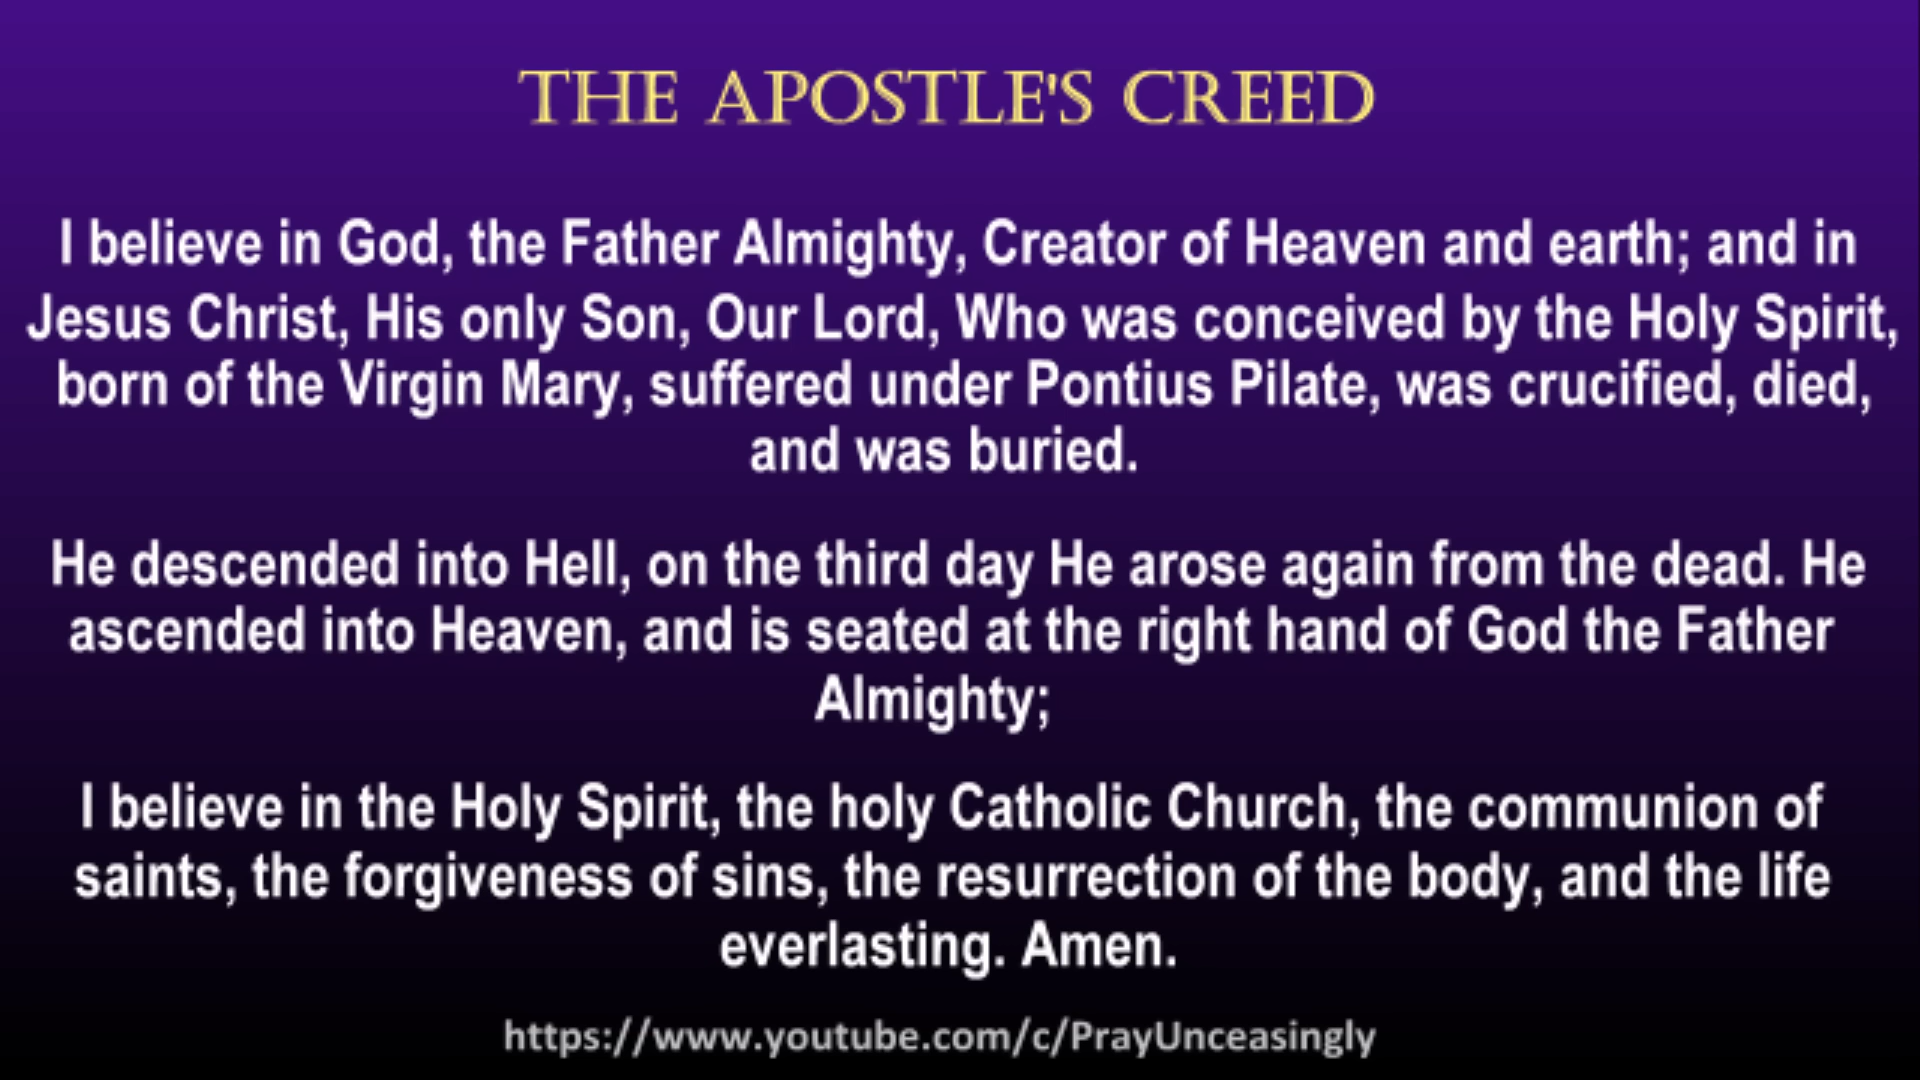 THE APOSTLE'S CREED
I believe in God, the Father Almighty, Creator of Heaven and earth; and in
Jesus Christ, His only Son, Our Lord, Who was conceived by the Holy Spirit,
born of the Virgin Mary, suffered under Pontius Pilate, was crucified, died,
and was buried.
He descended into Hell, on the third day He arose again from the dead. He
ascended into Heaven, and is seated at the right hand of God the Father
Almighty;
I believe in the Holy Spirit, the holy Catholic Church, the communion of
saints, the forgiveness of sins, the resurrection of the body, and the life
everlasting. Amen.
https://www.youtube.com/c/PrayUnceasingly